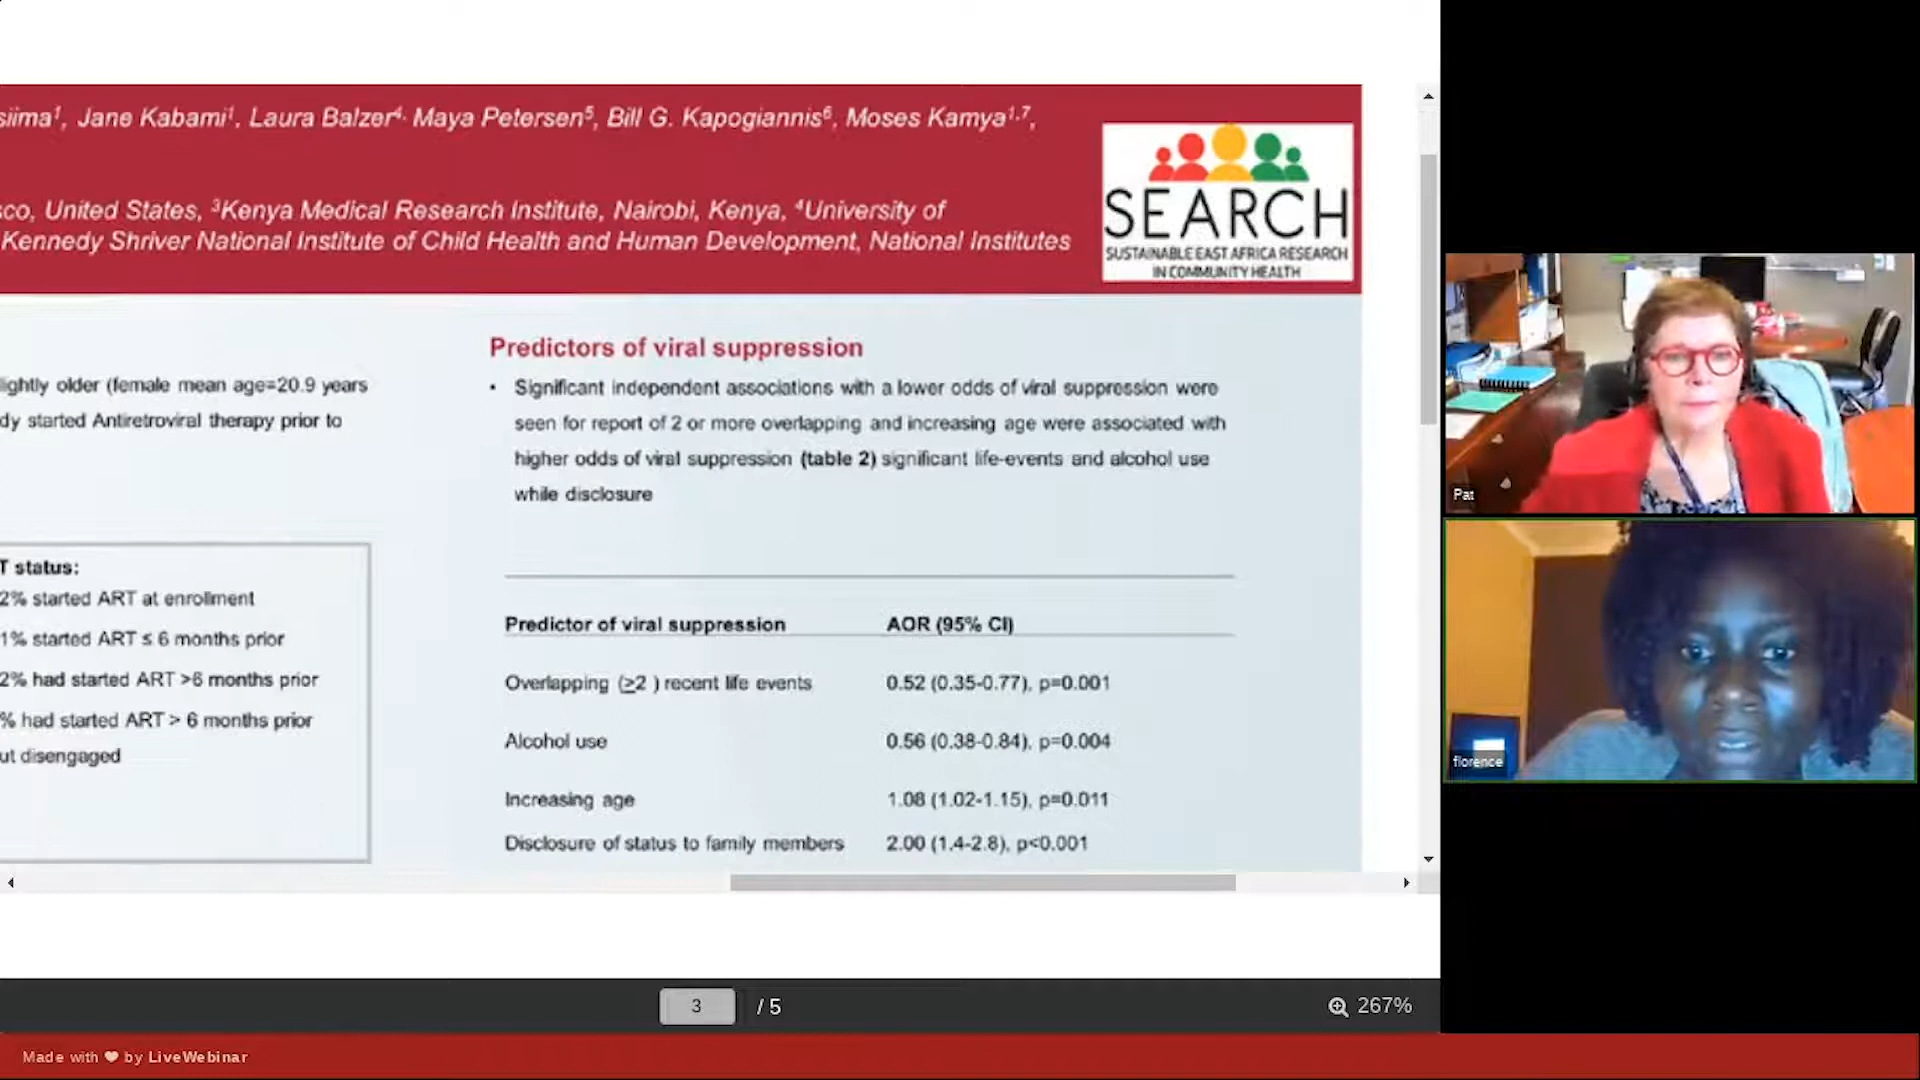 siima¹, Jane Kabami¹, Laura Balzer⁴, Maya Petersen⁵, Bill G. Kapogiannis⁶, Moses Kamya¹,⁷,
sco, United States, ³Kenya Medical Research Institute, Nairobi, Kenya, ⁴University of
Kennedy Shriver National Institute of Child Health and Human Development, National Institutes
SEARCH
SUSTAINABLE EAST AFRICA RESEARCH
IN COMMUNITY HEALTH
lightly older (female mean age=20.9 years
dy started Antiretroviral therapy prior to
T status:
2% started ART at enrollment
1% started ART ≤ 6 months prior
2% had started ART >6 months prior
% had started ART > 6 months prior
ut disengaged
Predictors of viral suppression
• Significant independent associations with a lower odds of viral suppression were
seen for report of 2 or more overlapping and increasing age were associated with
higher odds of viral suppression (table 2) significant life-events and alcohol use
while disclosure
Predictor of viral suppression AOR (95% CI)
Overlapping (≥2 ) recent life events 0.52 (0.35-0.77), p=0.001
Alcohol use 0.56 (0.38-0.84), p=0.004
Increasing age 1.08 (1.02-1.15), p=0.011
Disclosure of status to family members 2.00 (1.4-2.8), p<0.001
Pat
florence
3 / 5
267%
Made with ❤ by LiveWebinar